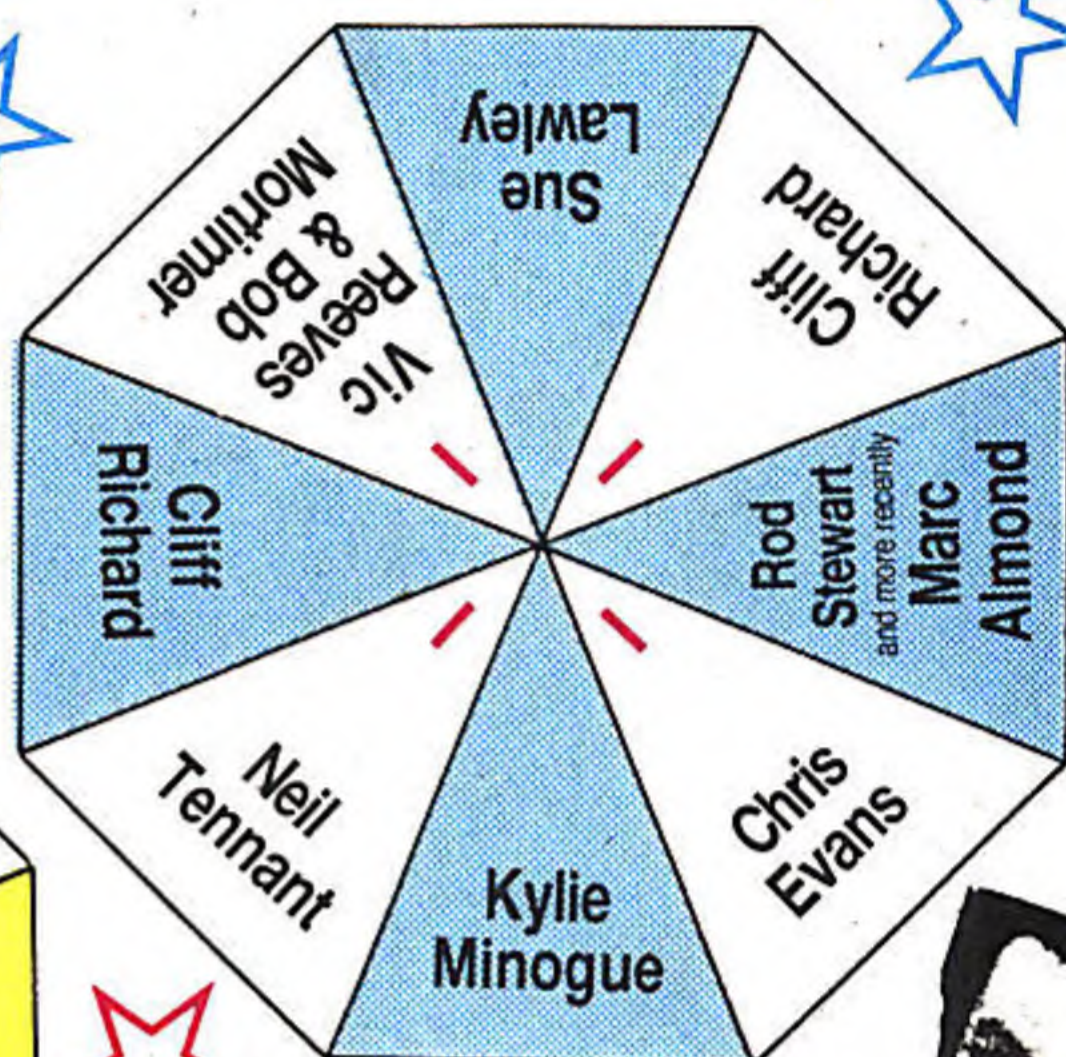 Sue
Lawley
Cliff
Richard
Rod
Stewart
and more recently
Marc
Almond
Chris
Evans
Kylie
Minogue
Neil
Tennant
Cliff
Richard
Vic
Reeves
& Bob
Mortimer